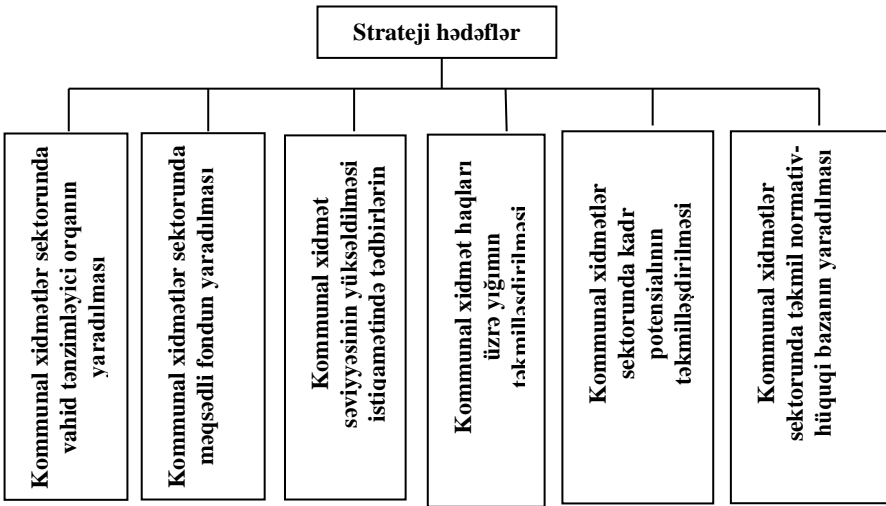 Strateji hədəflər
Kommunal xidmətlər sektorunda
vahid tənzimləyici orqanın
yaradılması
Kommunal xidmətlər sektorunda
məqsədli fondun yaradılması
Kommunal xidmət
səviyyəsinin yüksəldilməsi
istiqamətində tədbirlərin
Kommunal xidmət haqları
üzrə yığımın
təkmilləşdirilməsi
Kommunal xidmətlər
sektorunda kadr
potensialının
təkmilləşdirilməsi
Kommunal xidmətlər
sektorunda təkmil normativ-
hüquqi bazanın yaradılması